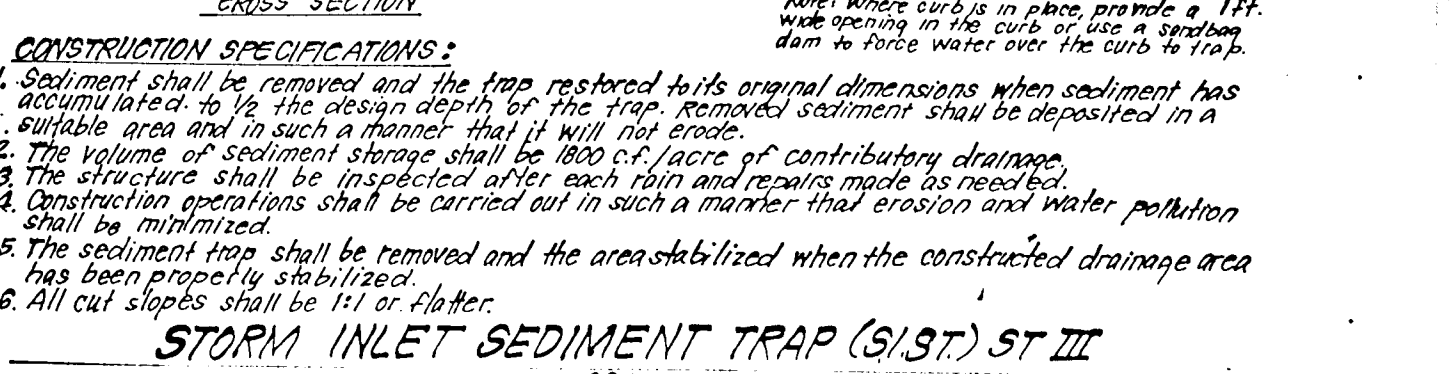 CROSS SECTION
Note: Where curb is in place, provide a 1ft.
wide opening in the curb or use a sandbag
dam to force water over the curb to trap.
CONSTRUCTION SPECIFICATIONS:
1. Sediment shall be removed and the trap restored to its original dimensions when sediment has
accumulated. to 1/2 the design depth of the trap. Removed sediment shall be deposited in a
suitable area and in such a manner that it will not erode.
2. The volume of sediment storage shall be 1800 c.f./acre of contributory drainage.
3. The structure shall be inspected after each rain and repairs made as needed.
4. Construction operations shall be carried out in such a manner that erosion and water pollution
shall be minimized.
5. The sediment trap shall be removed and the area stabilized when the constructed drainage area
has been properly stabilized.
6. All cut slopes shall be 1:1 or flatter.
STORM INLET SEDIMENT TRAP (S.I.S.T.) ST III